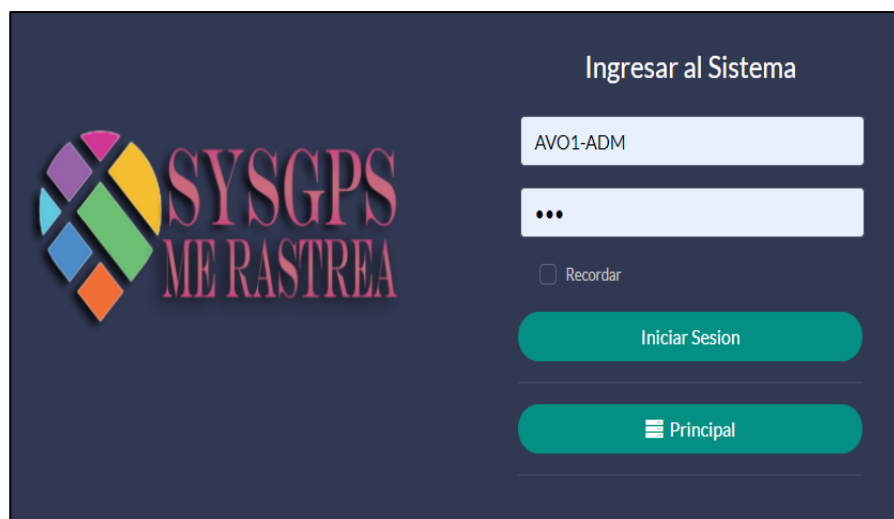 Ingresar al Sistema
AVO1-ADM
•••
SYSGPS
ME RASTREA
Recordar
Iniciar Sesion
Principal